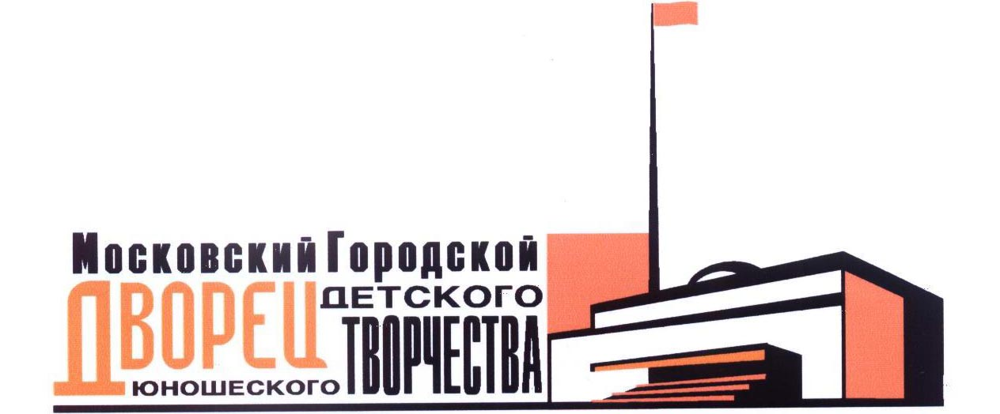 МОСКОВСКИЙ ГОРОДСКОЙ
ДВОРЕЦ ДЕТСКОГО
ЮНОШЕСКОГО ТВОРЧЕСТВА